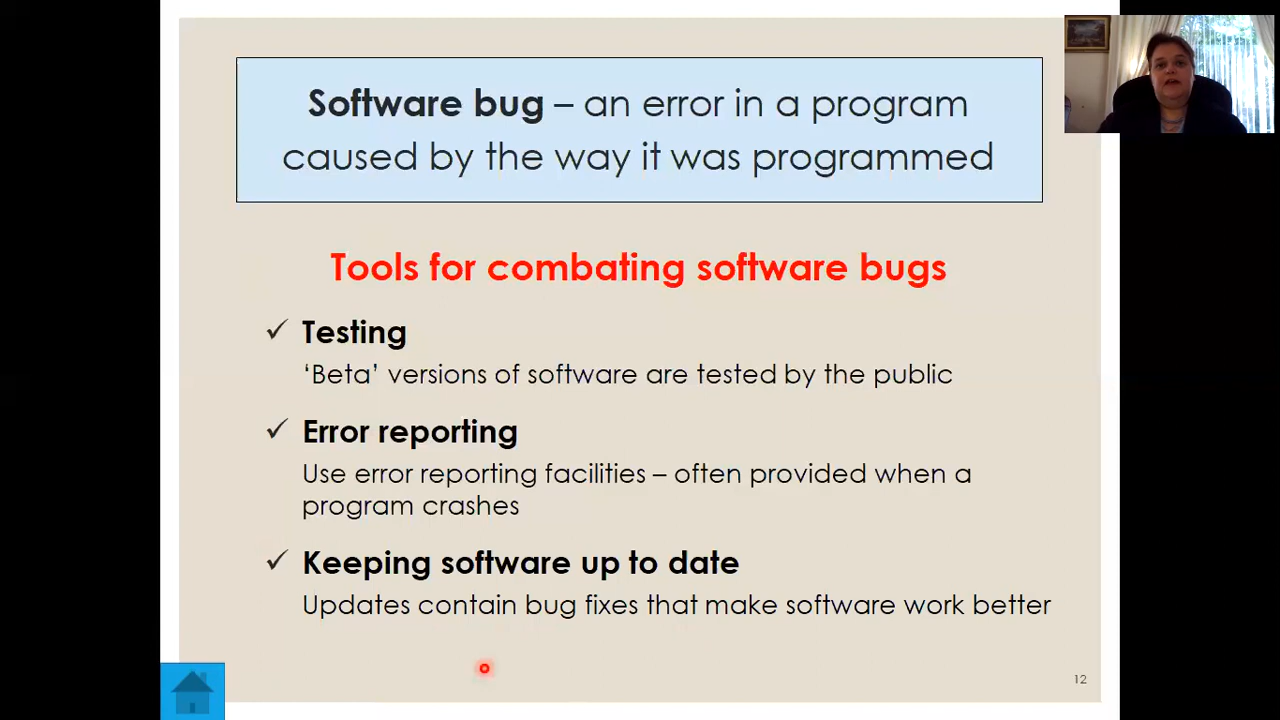 Software bug – an error in a program
caused by the way it was programmed
Tools for combating software bugs
✓ Testing
‘Beta’ versions of software are tested by the public
✓ Error reporting
Use error reporting facilities – often provided when a
program crashes
✓ Keeping software up to date
Updates contain bug fixes that make software work better
12